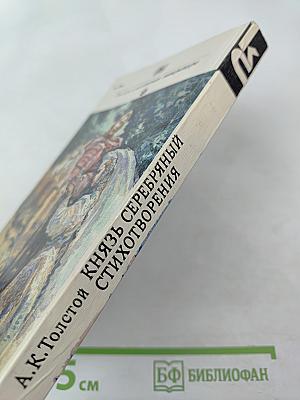 А.К.Толстой
КНЯЗЬ СЕРЕБРЯНЫЙ
СТИХОТВОРЕНИЯ
5 см
БФ БИБЛИОФАН